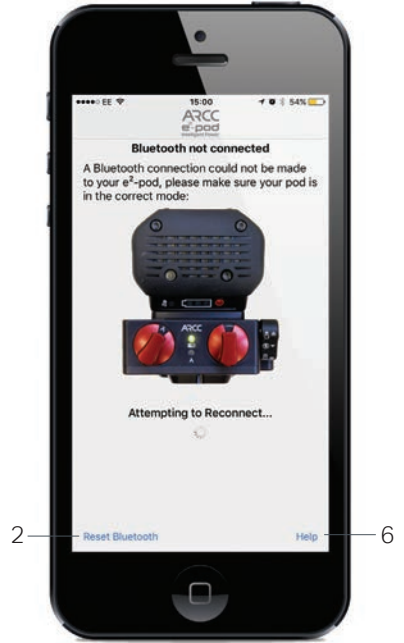 EE 15:00 54%
ARCC
e-pod
Intelligent Power
Bluetooth not connected
A Bluetooth connection could not be made
to your e²-pod, please make sure your pod is
in the correct mode:
ARCC
A
Attempting to Reconnect...
2 Reset Bluetooth Help 6